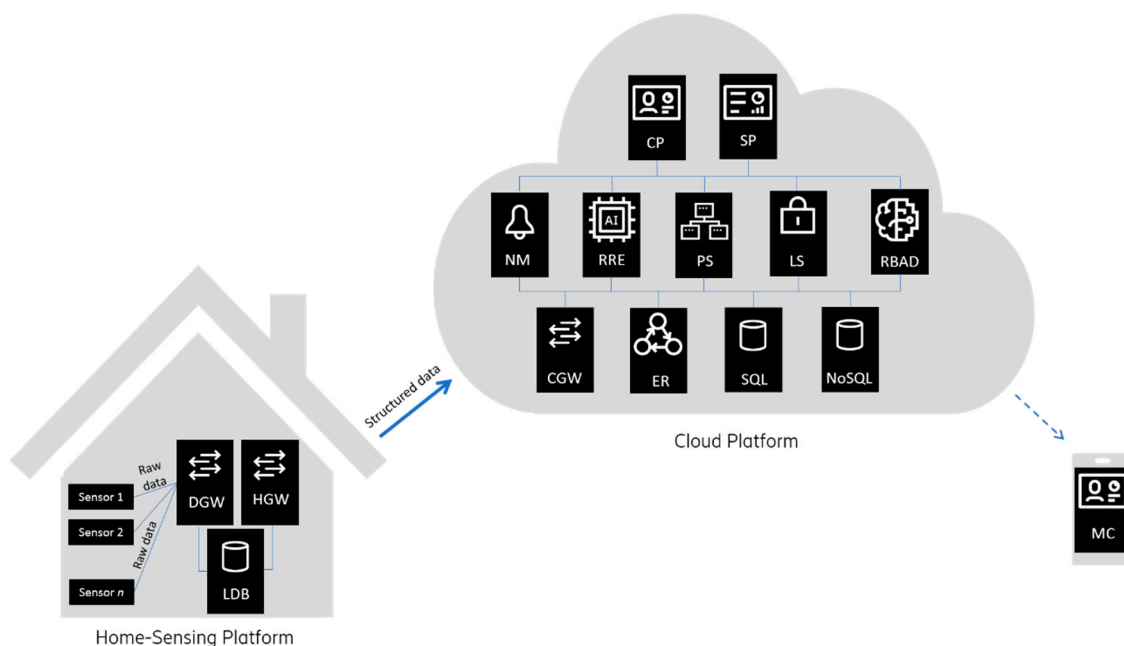 CP
SP
AI
NM
RRE
PS
LS
RBAD
CGW
ER
SQL
NoSQL
Structured data
Cloud Platform
Raw
data
DGW
HGW
Sensor 1
Sensor 2
Raw data
Sensor n
LDB
MC
Home-Sensing Platform